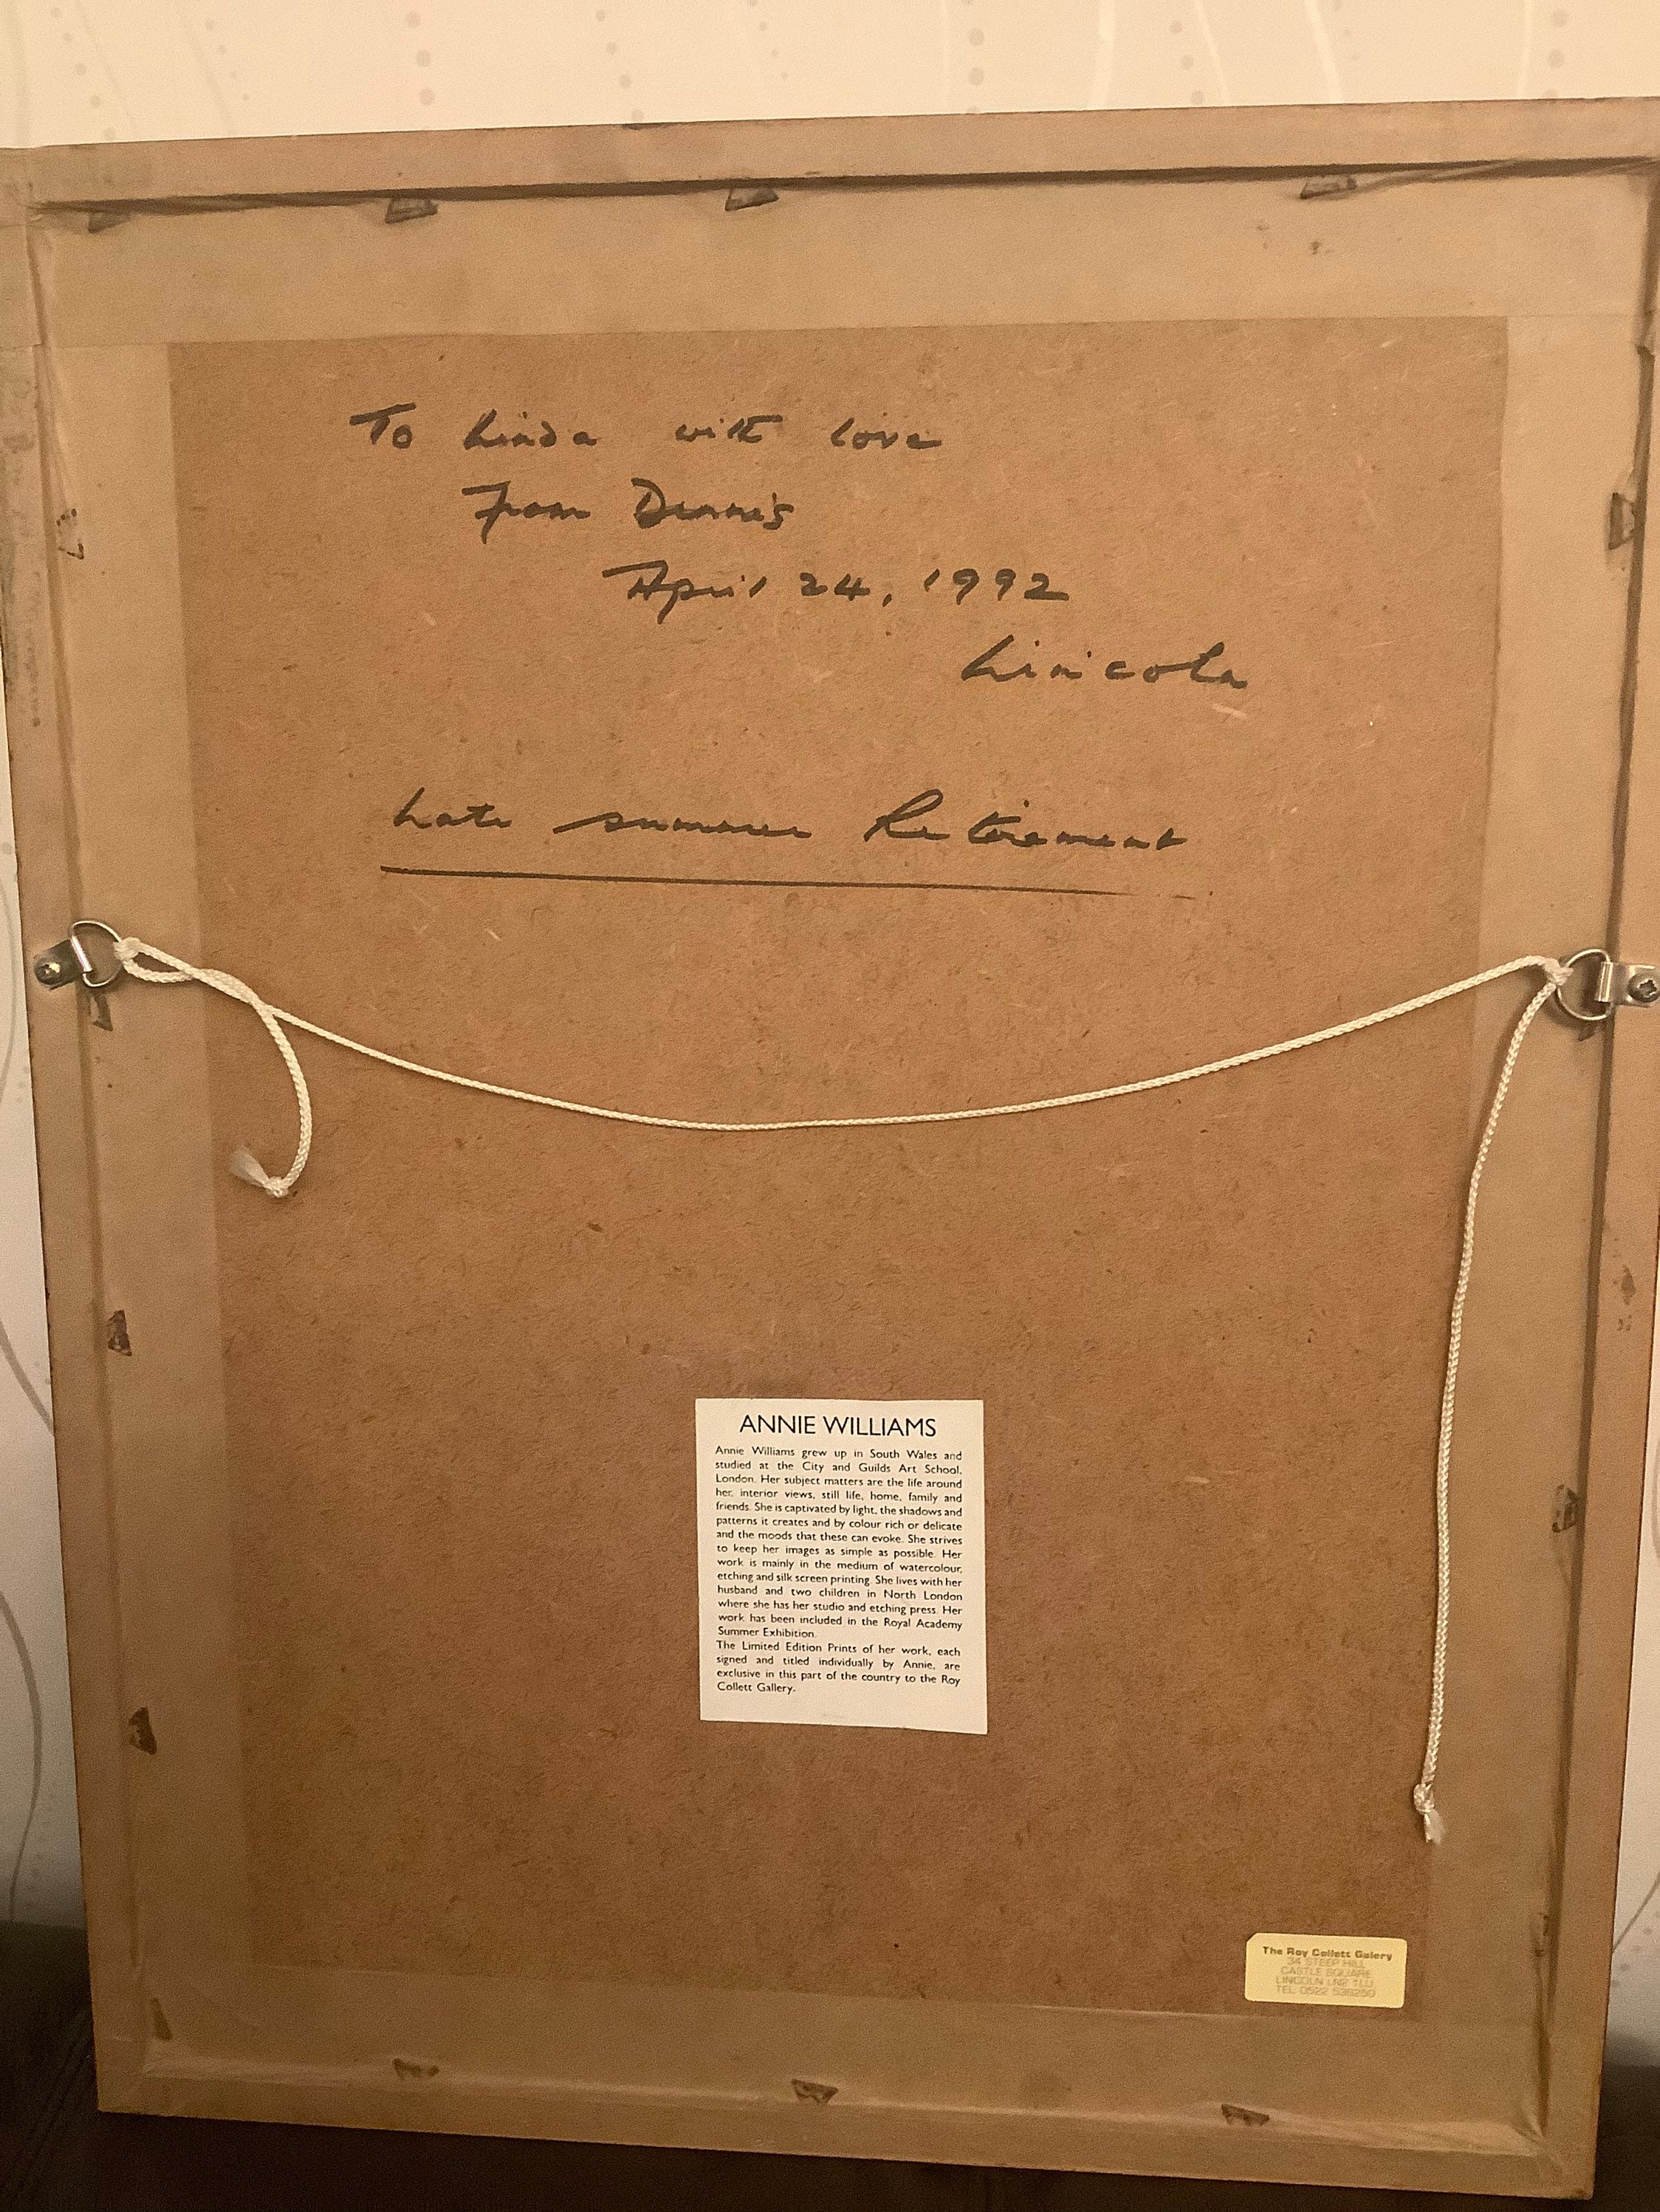 To Linda with love
From Dennis
April 24, 1992
Lincoln
Late summer Retirement
ANNIE WILLIAMS
Annie Williams grew up in South Wales and
studied at the City and Guilds Art School,
London. Her subject matters are the life around
her, interior views, still life, home, family and
friends. She is captivated by light, the shadows and
patterns it creates and by colour rich or delicate
and the moods that these can evoke. She strives
to keep her images as simple as possible. Her
work is mainly in the medium of watercolour,
etching and silk screen printing. She lives with her
husband and two children in North London
where she has her studio and etching press. Her
work has been included in the Royal Academy
Summer Exhibition.
The Limited Edition Prints of her work, each
signed and titled individually by Annie, are
exclusive in this part of the country to the Roy
Collett Gallery.
The Roy Collett Galery
34 STEEP HILL
CASTLE SQUARE
LINCOLN LN2 1LU
TEL: 0522